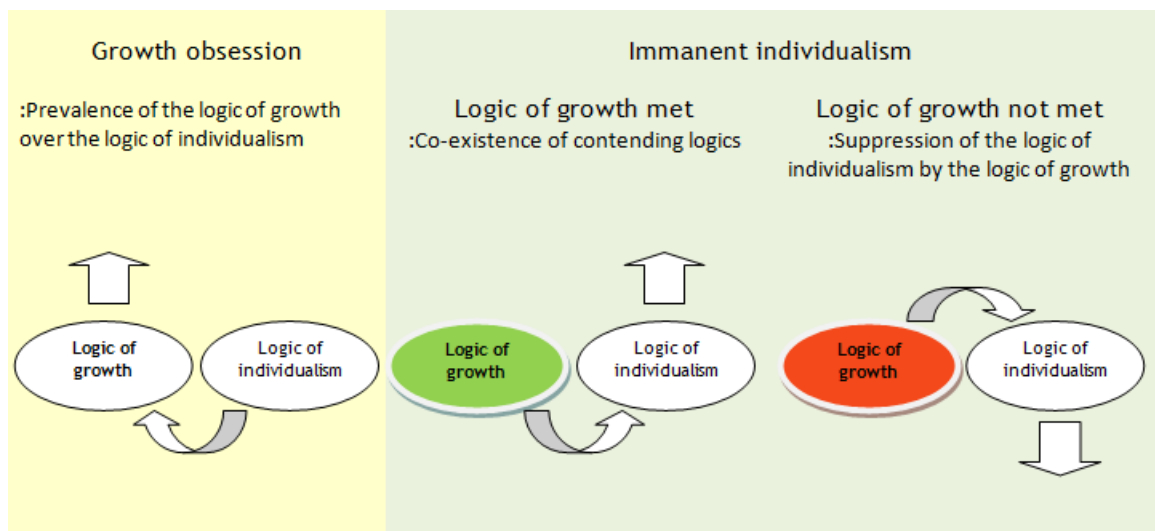 Growth obsession
:Prevalence of the logic of growth
over the logic of individualism
Immanent individualism
Logic of growth met
:Co-existence of contending logics
Logic of growth not met
:Suppression of the logic of
individualism by the logic of growth
Logic of
growth
Logic of
individualism
Logic of
growth
Logic of
individualism
Logic of
growth
Logic of
individualism